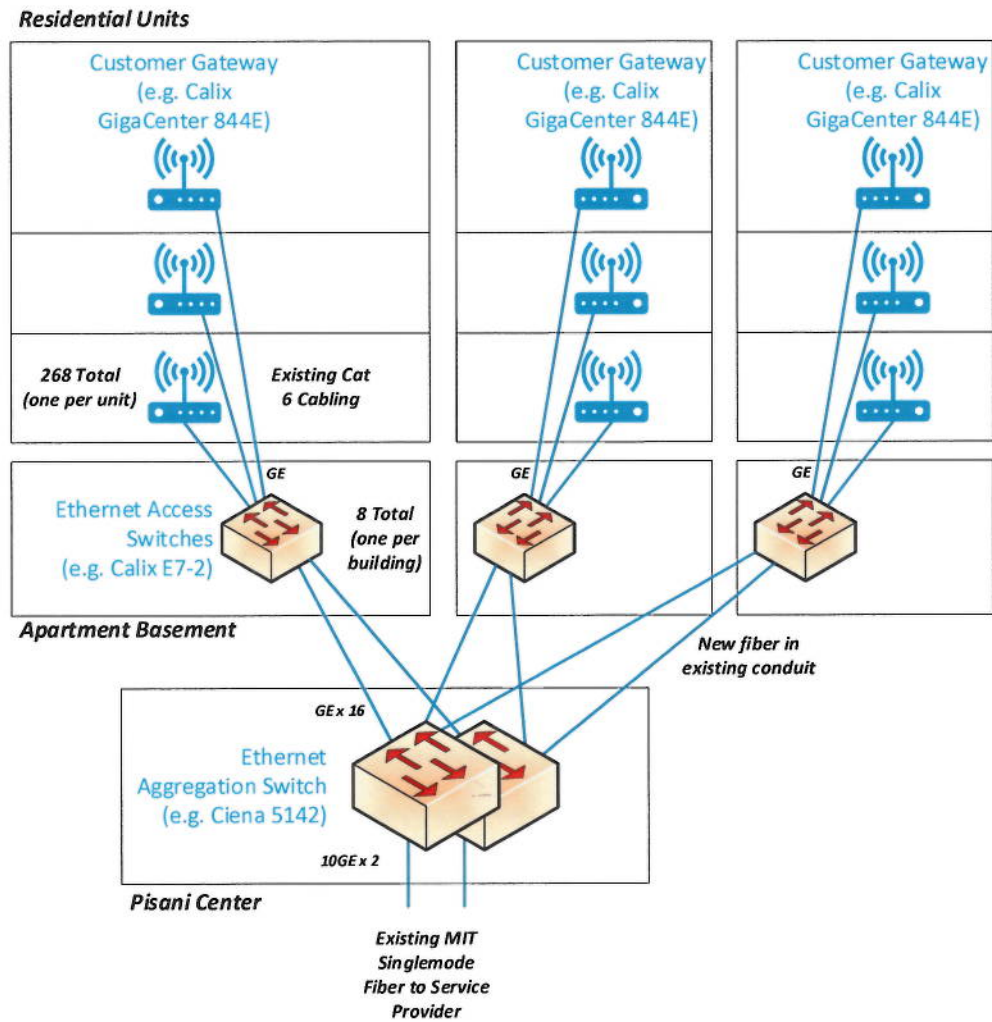 Residential Units
Customer Gateway
(e.g. Calix
GigaCenter 844E)
Customer Gateway
(e.g. Calix
GigaCenter 844E)
Customer Gateway
(e.g. Calix
GigaCenter 844E)
268 Total
(one per unit)
Existing Cat
6 Cabling
GE
GE
GE
Ethernet Access
Switches
(e.g. Calix E7-2)
8 Total
(one per
building)
Apartment Basement
New fiber in
existing conduit
GE x 16
Ethernet
Aggregation Switch
(e.g. Ciena 5142)
10GE x 2
Pisani Center
Existing MIT
Singlemode
Fiber to Service
Provider